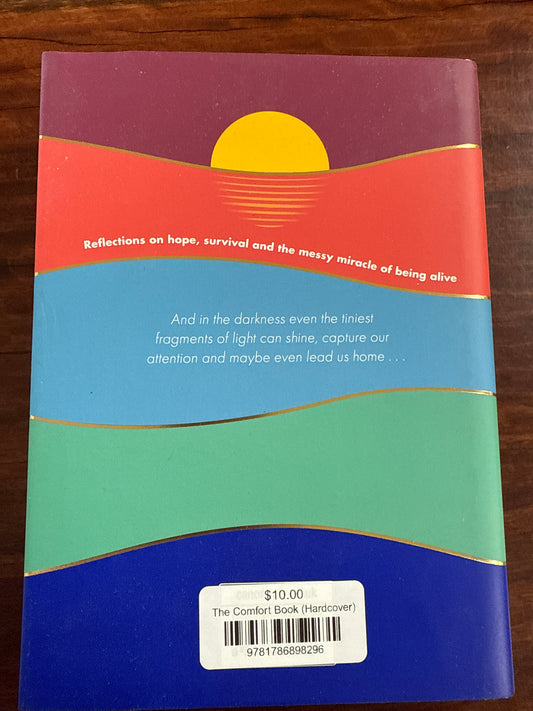 Reflections on hope, survival and the messy miracle of being alive
And in the darkness even the tiniest
fragments of light can shine, capture our
attention and maybe even lead us home . . .
$10.00
The Comfort Book (Hardcover)
9781786898296